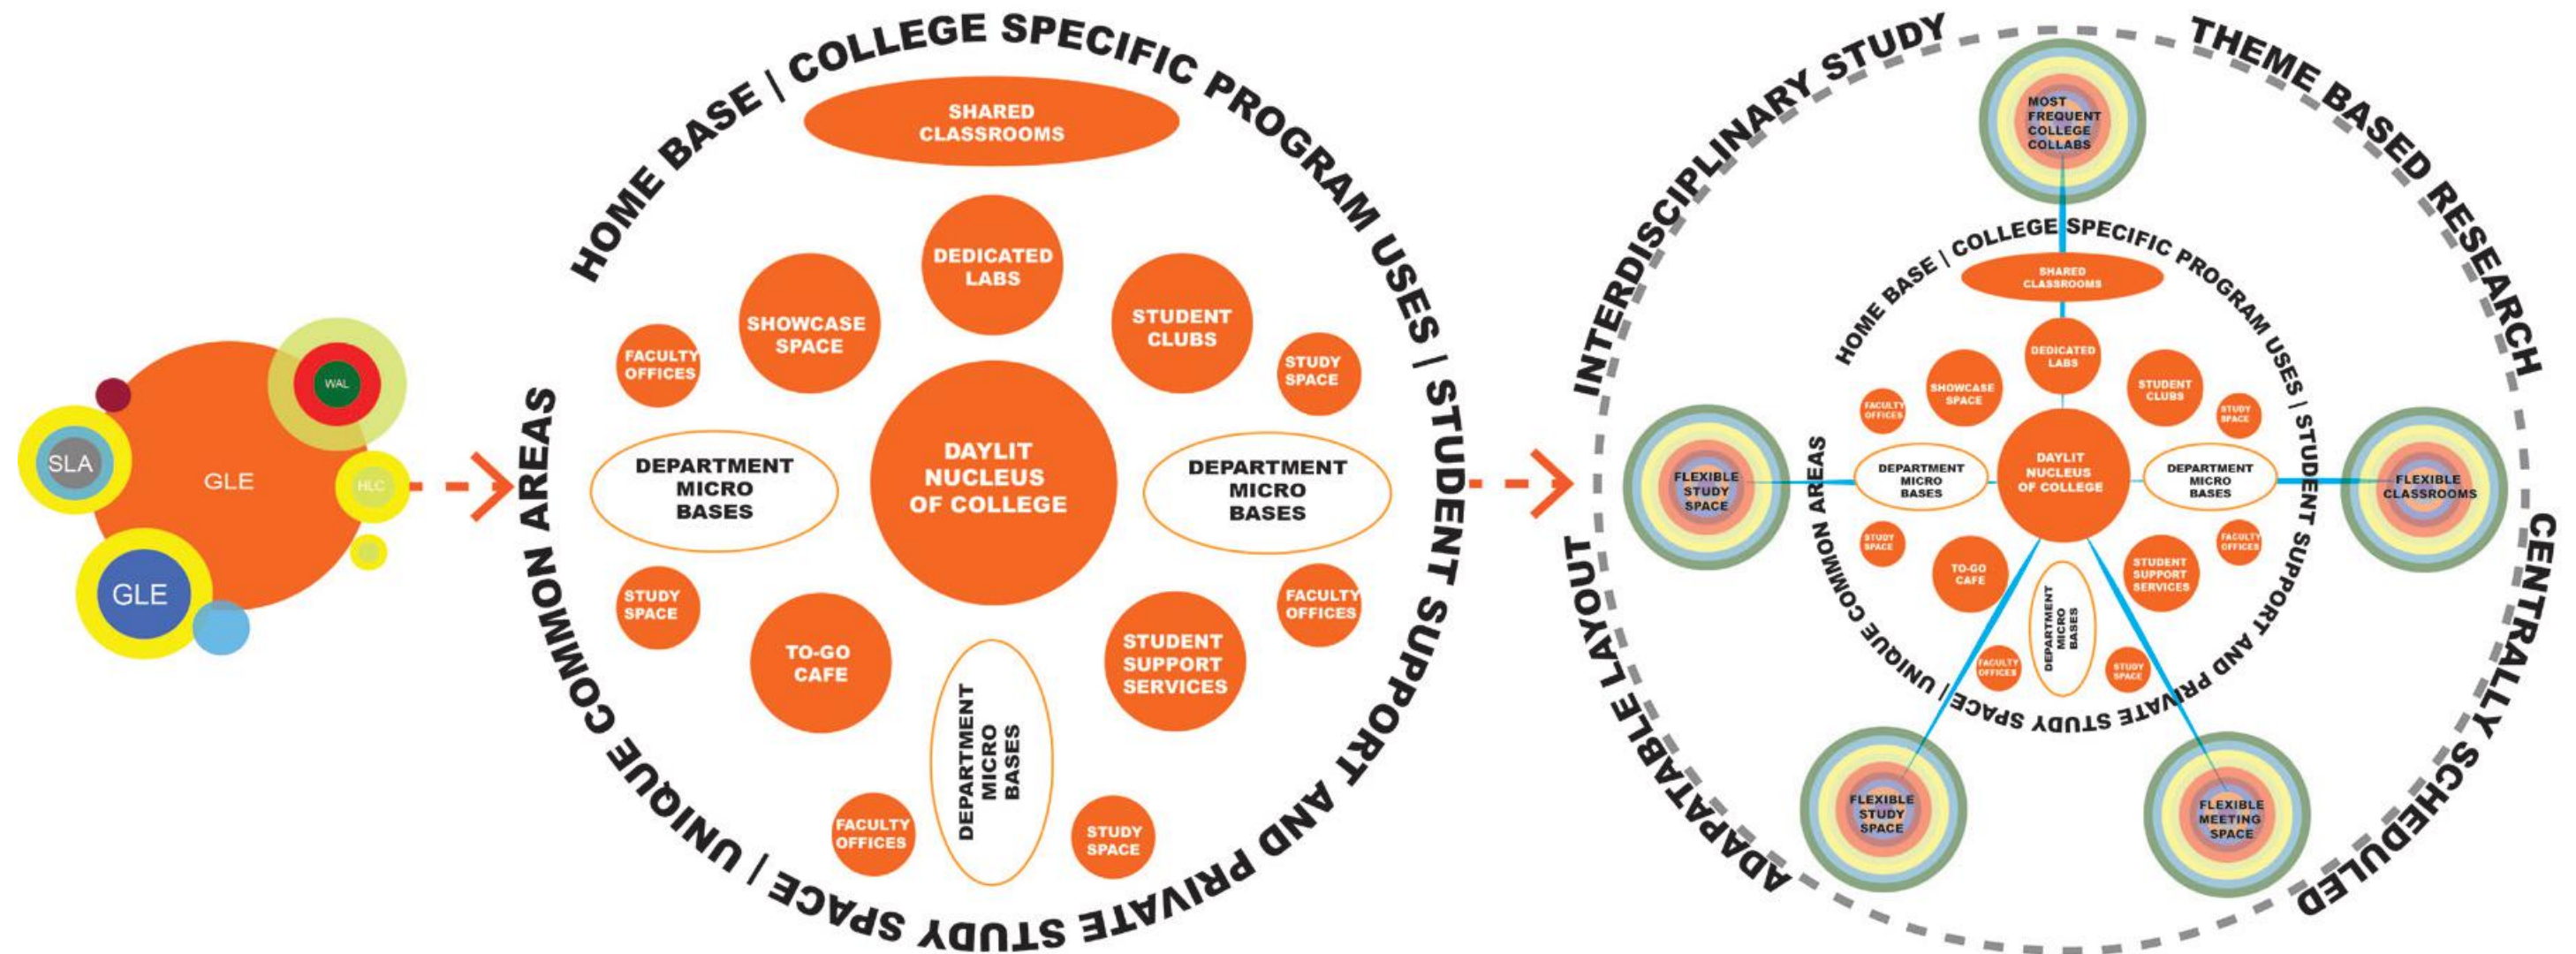 WAL
SLA
GLE
HLC
GLE
HOME BASE | COLLEGE SPECIFIC PROGRAM USES | STUDENT SUPPORT AND PRIVATE STUDY SPACE | UNIQUE COMMON AREAS
SHARED
CLASSROOMS
DEDICATED
LABS
SHOWCASE
SPACE
STUDENT
CLUBS
FACULTY
OFFICES
STUDY
SPACE
DEPARTMENT
MICRO
BASES
DAYLIT
NUCLEUS
OF COLLEGE
DEPARTMENT
MICRO
BASES
STUDY
SPACE
FACULTY
OFFICES
TO-GO
CAFE
STUDENT
SUPPORT
SERVICES
DEPARTMENT
MICRO
BASES
FACULTY
OFFICES
STUDY
SPACE
INTERDISCIPLINARY STUDY
THEME BASED RESEARCH
CENTRALLY SCHEDULED
ADAPATABLE LAYOUT
MOST
FREQUENT
COLLEGE
COLLABS
HOME BASE | COLLEGE SPECIFIC PROGRAM USES | STUDENT SUPPORT AND PRIVATE STUDY SPACE | UNIQUE COMMON AREAS
SHARED
CLASSROOMS
DEDICATED
LABS
SHOWCASE
SPACE
STUDENT
CLUBS
FACULTY
OFFICES
STUDY
SPACE
FLEXIBLE
STUDY
SPACE
DEPARTMENT
MICRO
BASES
DAYLIT
NUCLEUS
OF COLLEGE
DEPARTMENT
MICRO
BASES
FLEXIBLE
CLASSROOMS
STUDY
SPACE
FACULTY
OFFICES
TO-GO
CAFE
STUDENT
SUPPORT
SERVICES
DEPARTMENT
MICRO
BASES
FACULTY
OFFICES
STUDY
SPACE
FLEXIBLE
STUDY
SPACE
FLEXIBLE
MEETING
SPACE